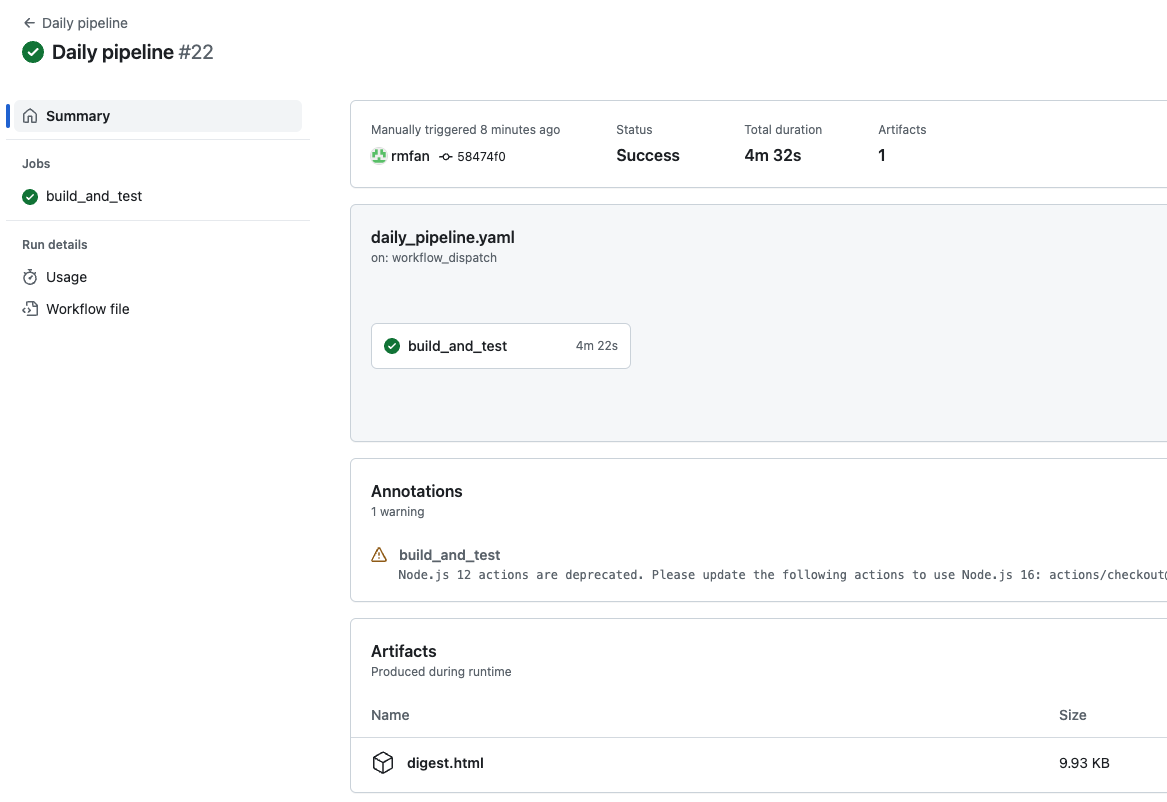 Daily pipeline
Daily pipeline #22
Summary
Jobs
build_and_test
Run details
Usage
Workflow file
Manually triggered 8 minutes ago
rmfan 58474f0
Status
Success
Total duration
4m 32s
Artifacts
1
daily_pipeline.yaml
on: workflow_dispatch
build_and_test 4m 22s
Annotations
1 warning
build_and_test
Node.js 12 actions are deprecated. Please update the following actions to use Node.js 16: actions/checkout@
Artifacts
Produced during runtime
Name Size
digest.html 9.93 KB